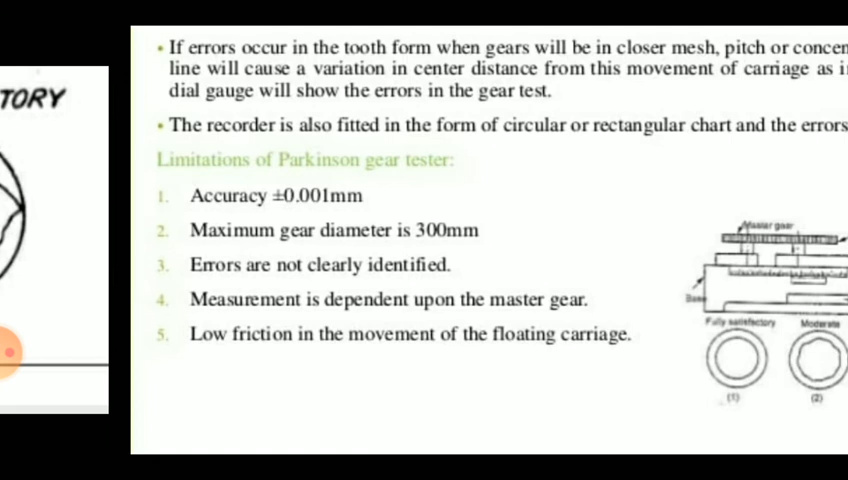 TORY
• If errors occur in the tooth form when gears will be in closer mesh, pitch or concen
line will cause a variation in center distance from this movement of carriage as i
dial gauge will show the errors in the gear test.
• The recorder is also fitted in the form of circular or rectangular chart and the errors
Limitations of Parkinson gear tester:
1. Accuracy ±0.001mm
2. Maximum gear diameter is 300mm
3. Errors are not clearly identified.
4. Measurement is dependent upon the master gear.
5. Low friction in the movement of the floating carriage.
Master gear
Base
Fully satisfactory Moderate
(1) (2)